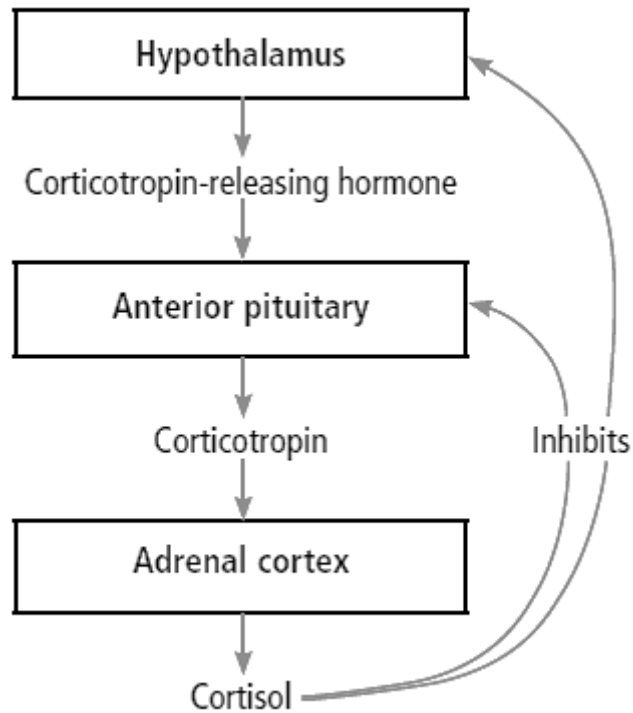 Hypothalamus
Corticotropin-releasing hormone
Anterior pituitary
Corticotropin
Inhibits
Adrenal cortex
Cortisol